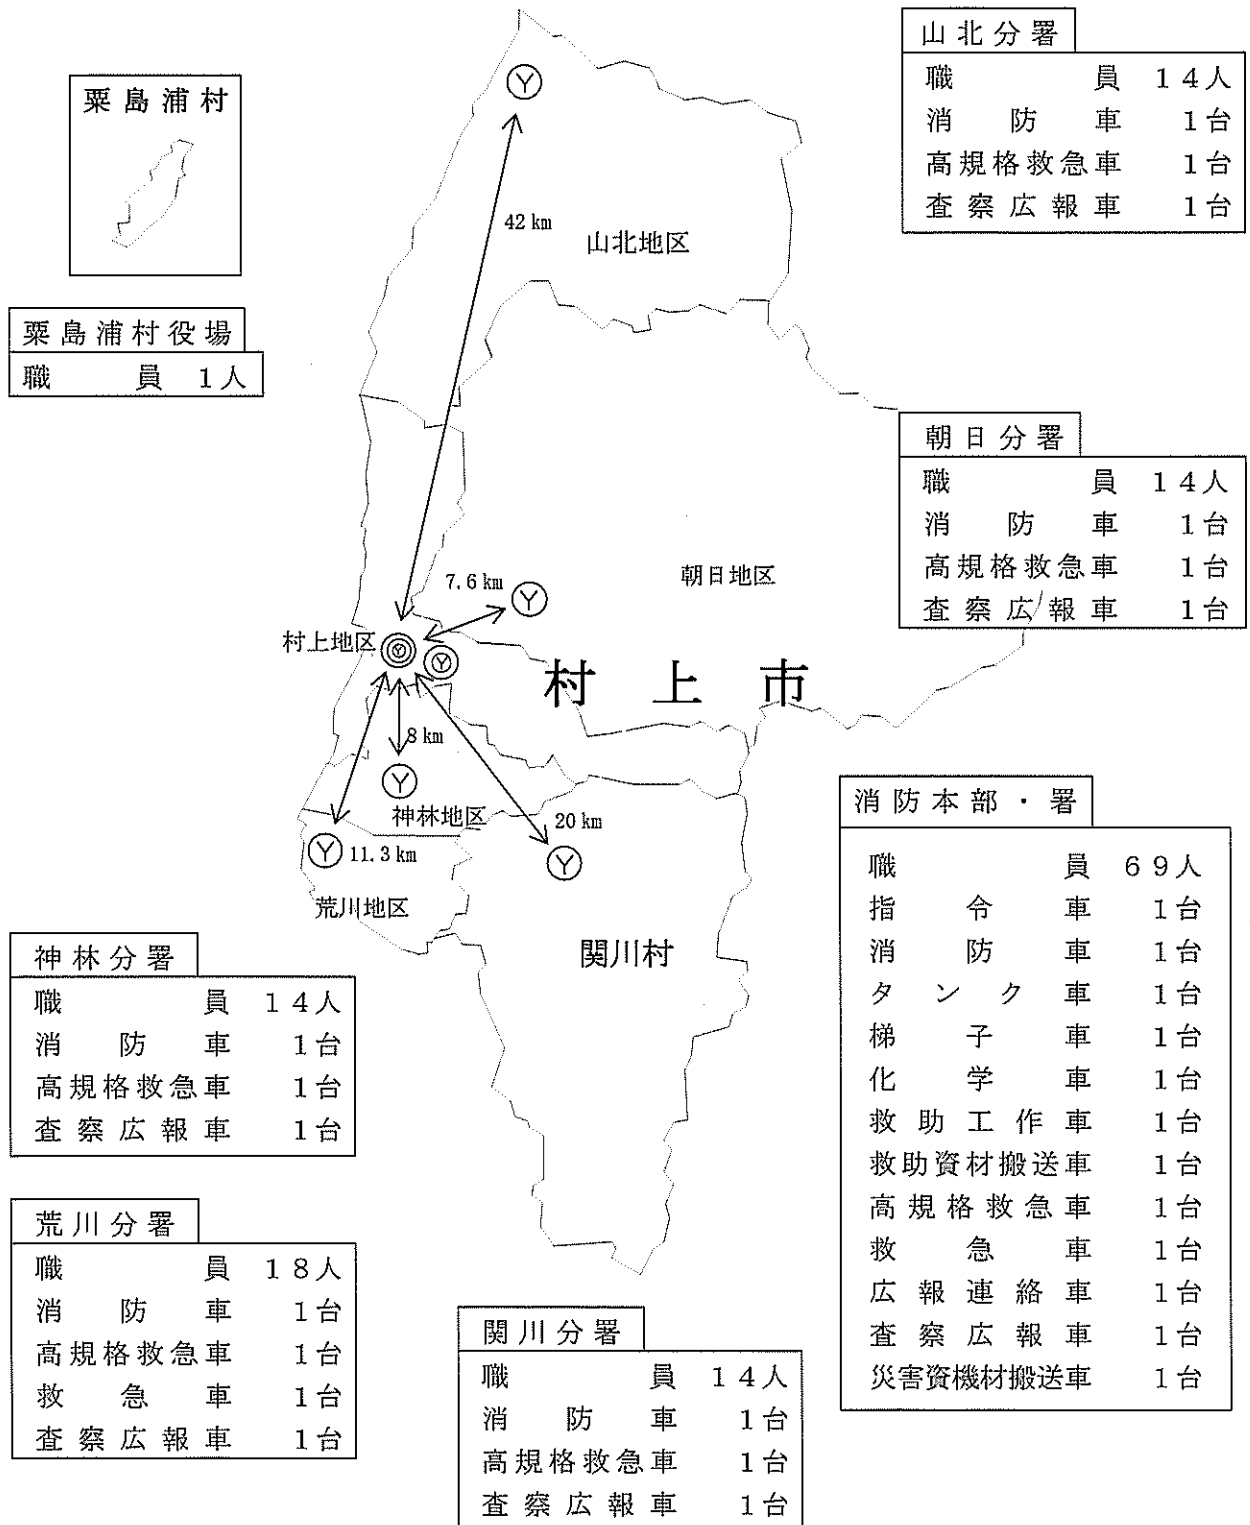 山北分署
職員 14人
消防車 1台
高規格救急車 1台
査察広報車 1台
粟島浦村
粟島浦村役場
職員 1人
42km
山北地区
朝日分署
職員 14人
消防車 1台
高規格救急車 1台
査察広報車 1台
7.6km
朝日地区
村上地区
村上市
8km
神林地区
20km
11.3km
荒川地区
関川村
消防本部・署
職員 69人
指令車 1台
消防車 1台
タンク車 1台
梯子車 1台
化学車 1台
救助工作車 1台
救助資材搬送車 1台
高規格救急車 1台
救急車 1台
広報連絡車 1台
査察広報車 1台
災害資機材搬送車 1台
神林分署
職員 14人
消防車 1台
高規格救急車 1台
査察広報車 1台
荒川分署
職員 18人
消防車 1台
高規格救急車 1台
救急車 1台
査察広報車 1台
関川分署
職員 14人
消防車 1台
高規格救急車 1台
査察広報車 1台